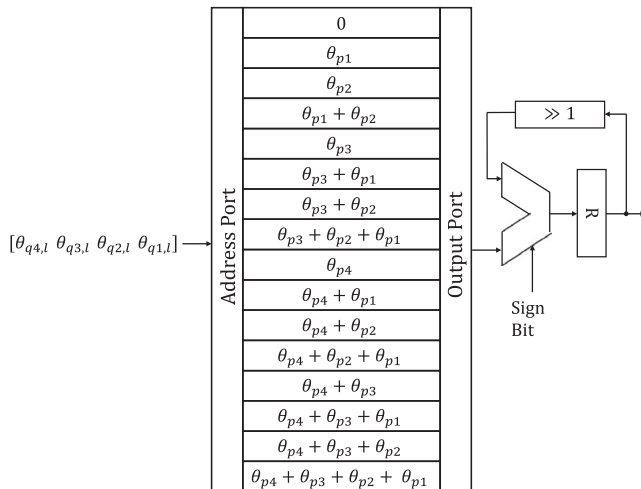 [θq4,l θq3,l θq2,l θq1,l]
Address Port
0
θp1
θp2
θp1 + θp2
θp3
θp3 + θp1
θp3 + θp2
θp3 + θp2 + θp1
θp4
θp4 + θp1
θp4 + θp2
θp4 + θp2 + θp1
θp4 + θp3
θp4 + θp3 + θp1
θp4 + θp3 + θp2
θp4 + θp3 + θp2 + θp1
Output Port
≫ 1
R
Sign
Bit